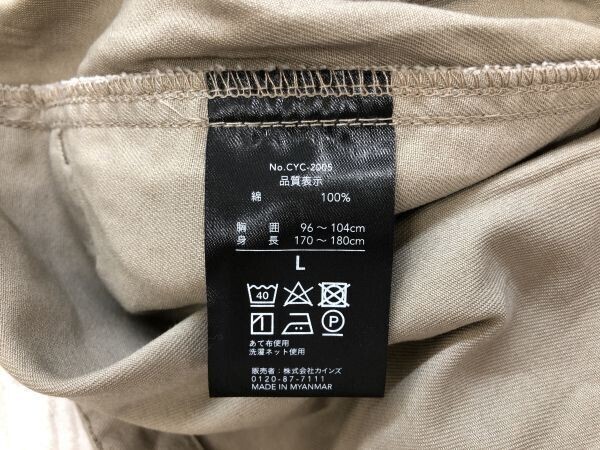 No.CYC-2005
品質表示
綿 100%
胸囲 96～104cm
身長 170～180cm
L
40
P
あて布使用
洗濯ネット使用
販売者：株式会社カインズ
0120-87-7111
MADE IN MYANMAR